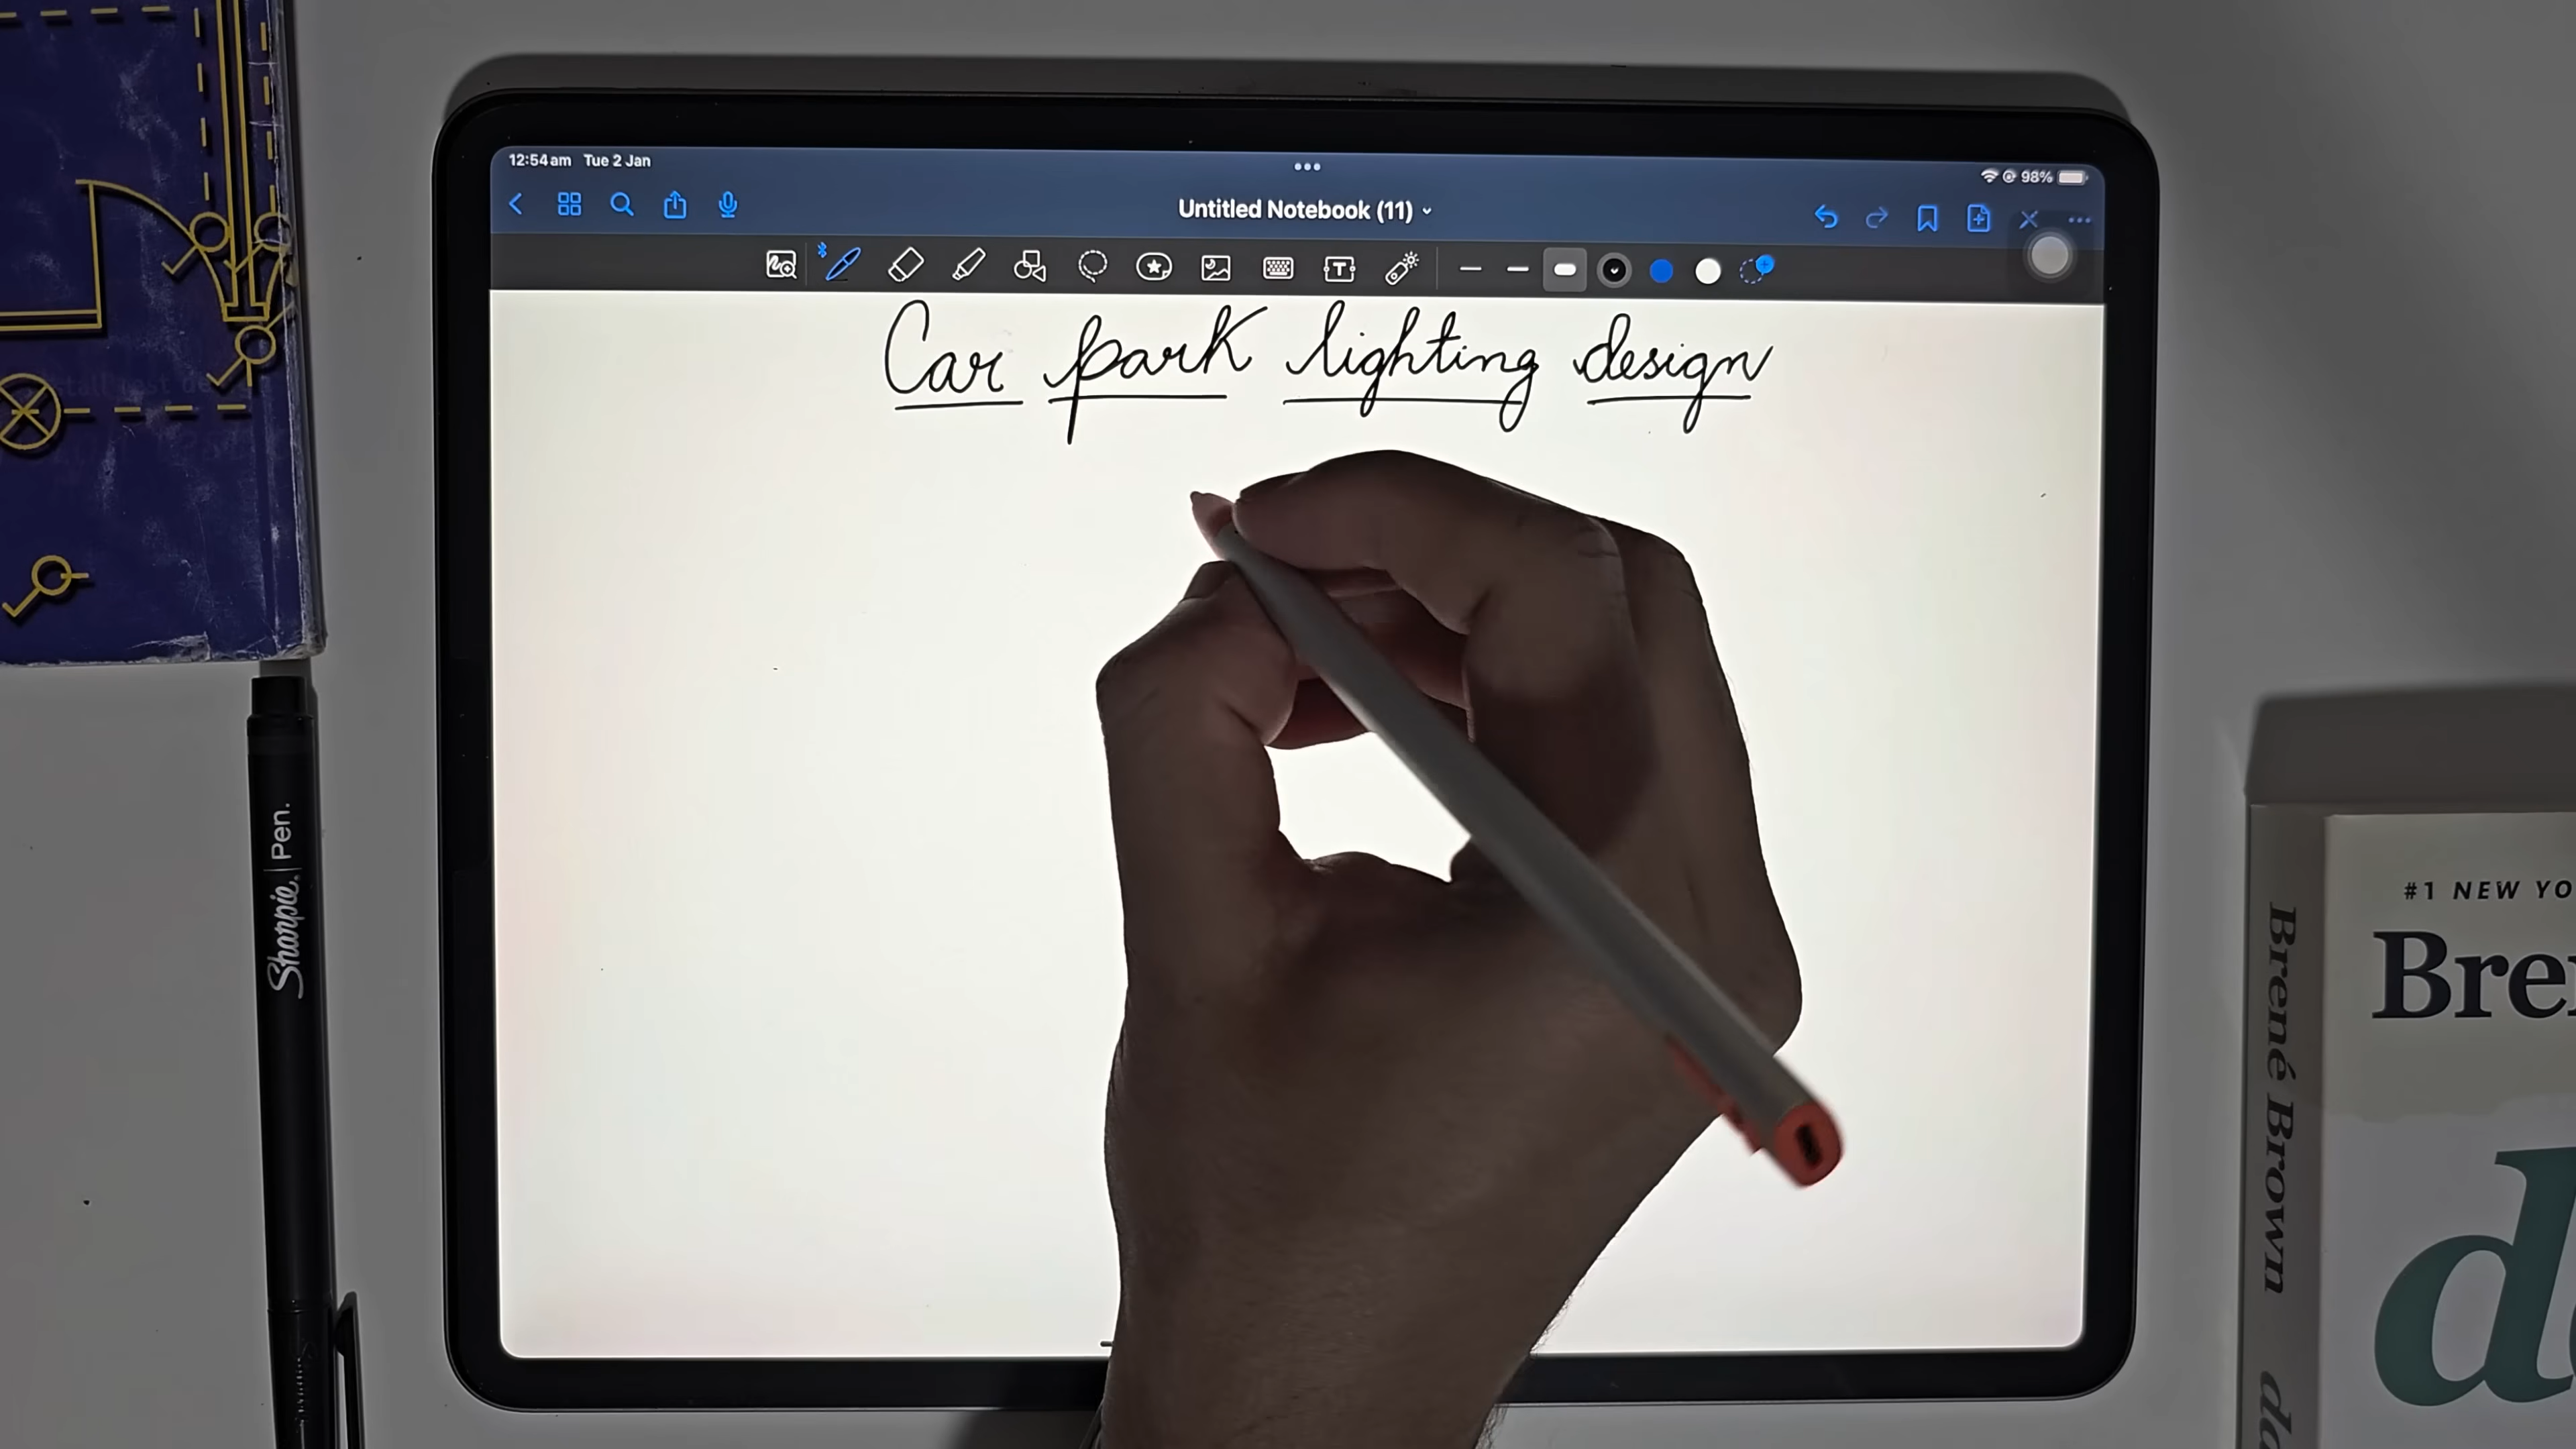 12:54 am Tue 2 Jan
98%
Untitled Notebook (11)
Car park lighting design
Sharpie. Pen.
#1 NEW YO
Bre
Brené Brown
d
da